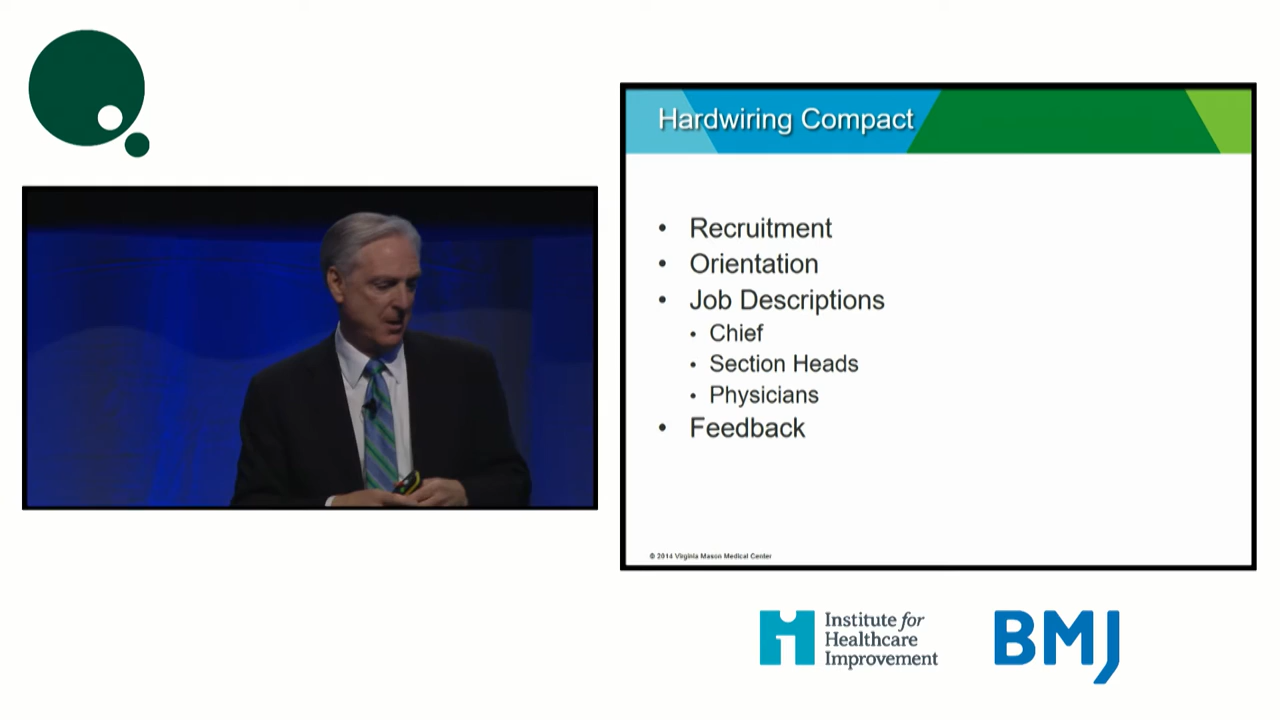 Hardwiring Compact
• Recruitment
• Orientation
• Job Descriptions
• Chief
• Section Heads
• Physicians
• Feedback
© 2014 Virginia Mason Medical Center
Institute for
Healthcare
Improvement
BMJ